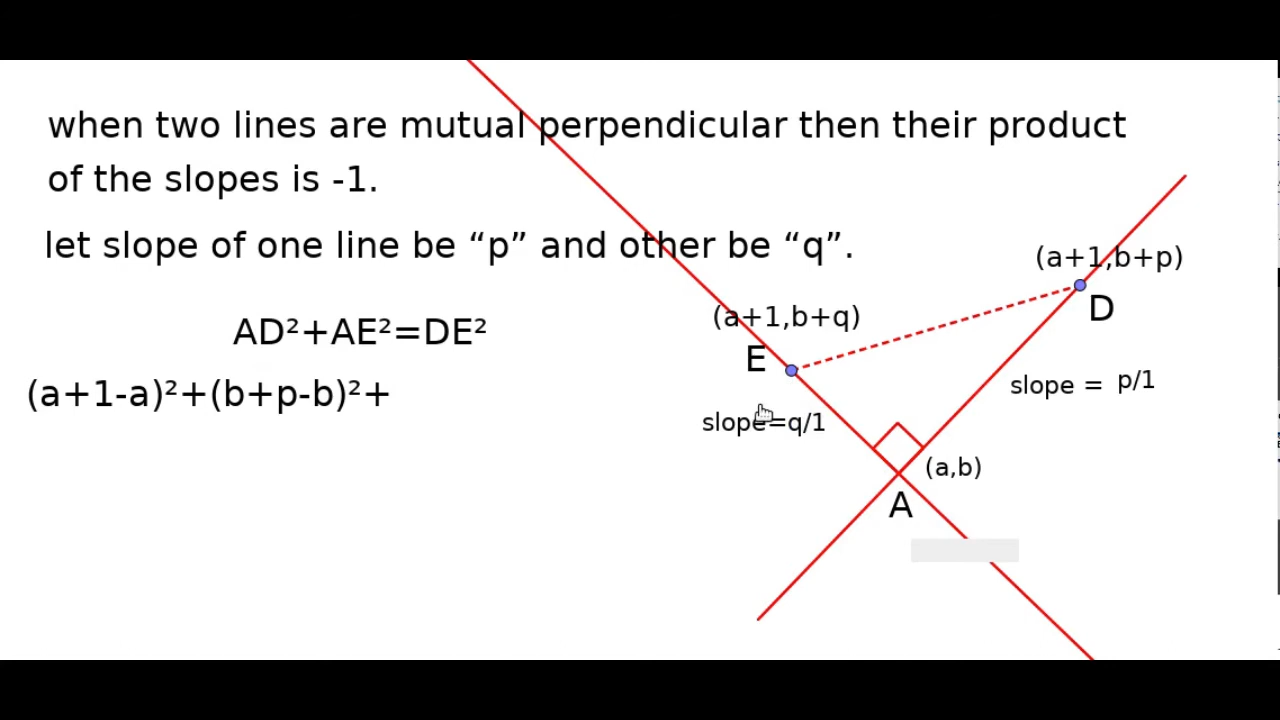 when two lines are mutual perpendicular then their product
of the slopes is -1.
let slope of one line be “p” and other be “q”.
AD²+AE²=DE²
(a+1-a)²+(b+p-b)²+
(a+1,b+p)
D
(a+1,b+q)
E
slope = p/1
slope=q/1
(a,b)
A